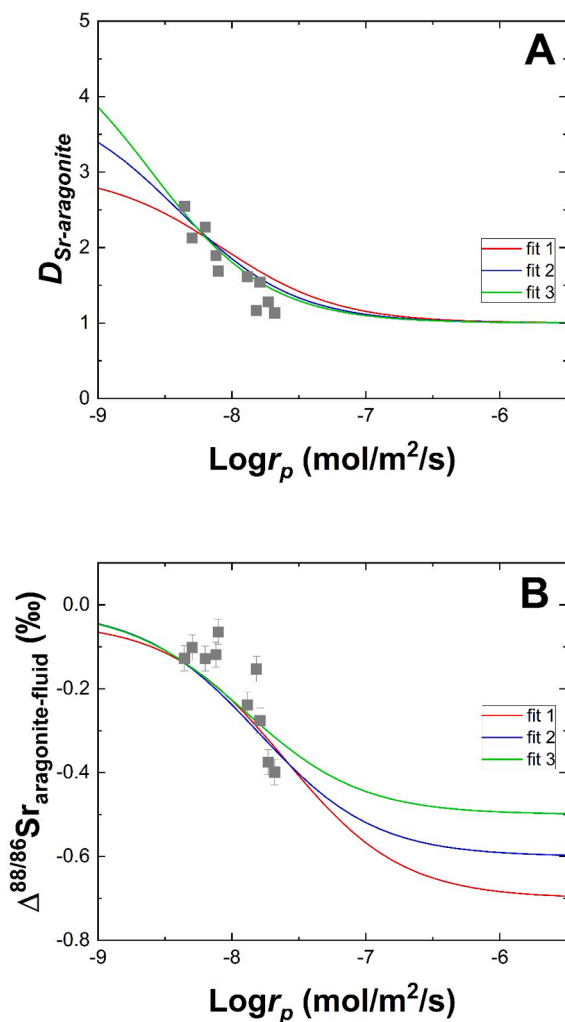 A
5
4
3
2
1
0
D_Sr-aragonite
fit 1
fit 2
fit 3
-9
-8
-7
-6
Logr_p (mol/m²/s)
B
0.0
-0.2
-0.4
-0.6
-0.8
Δ^88/86Sr_aragonite-fluid (‰)
fit 1
fit 2
fit 3
-9
-8
-7
-6
Logr_p (mol/m²/s)